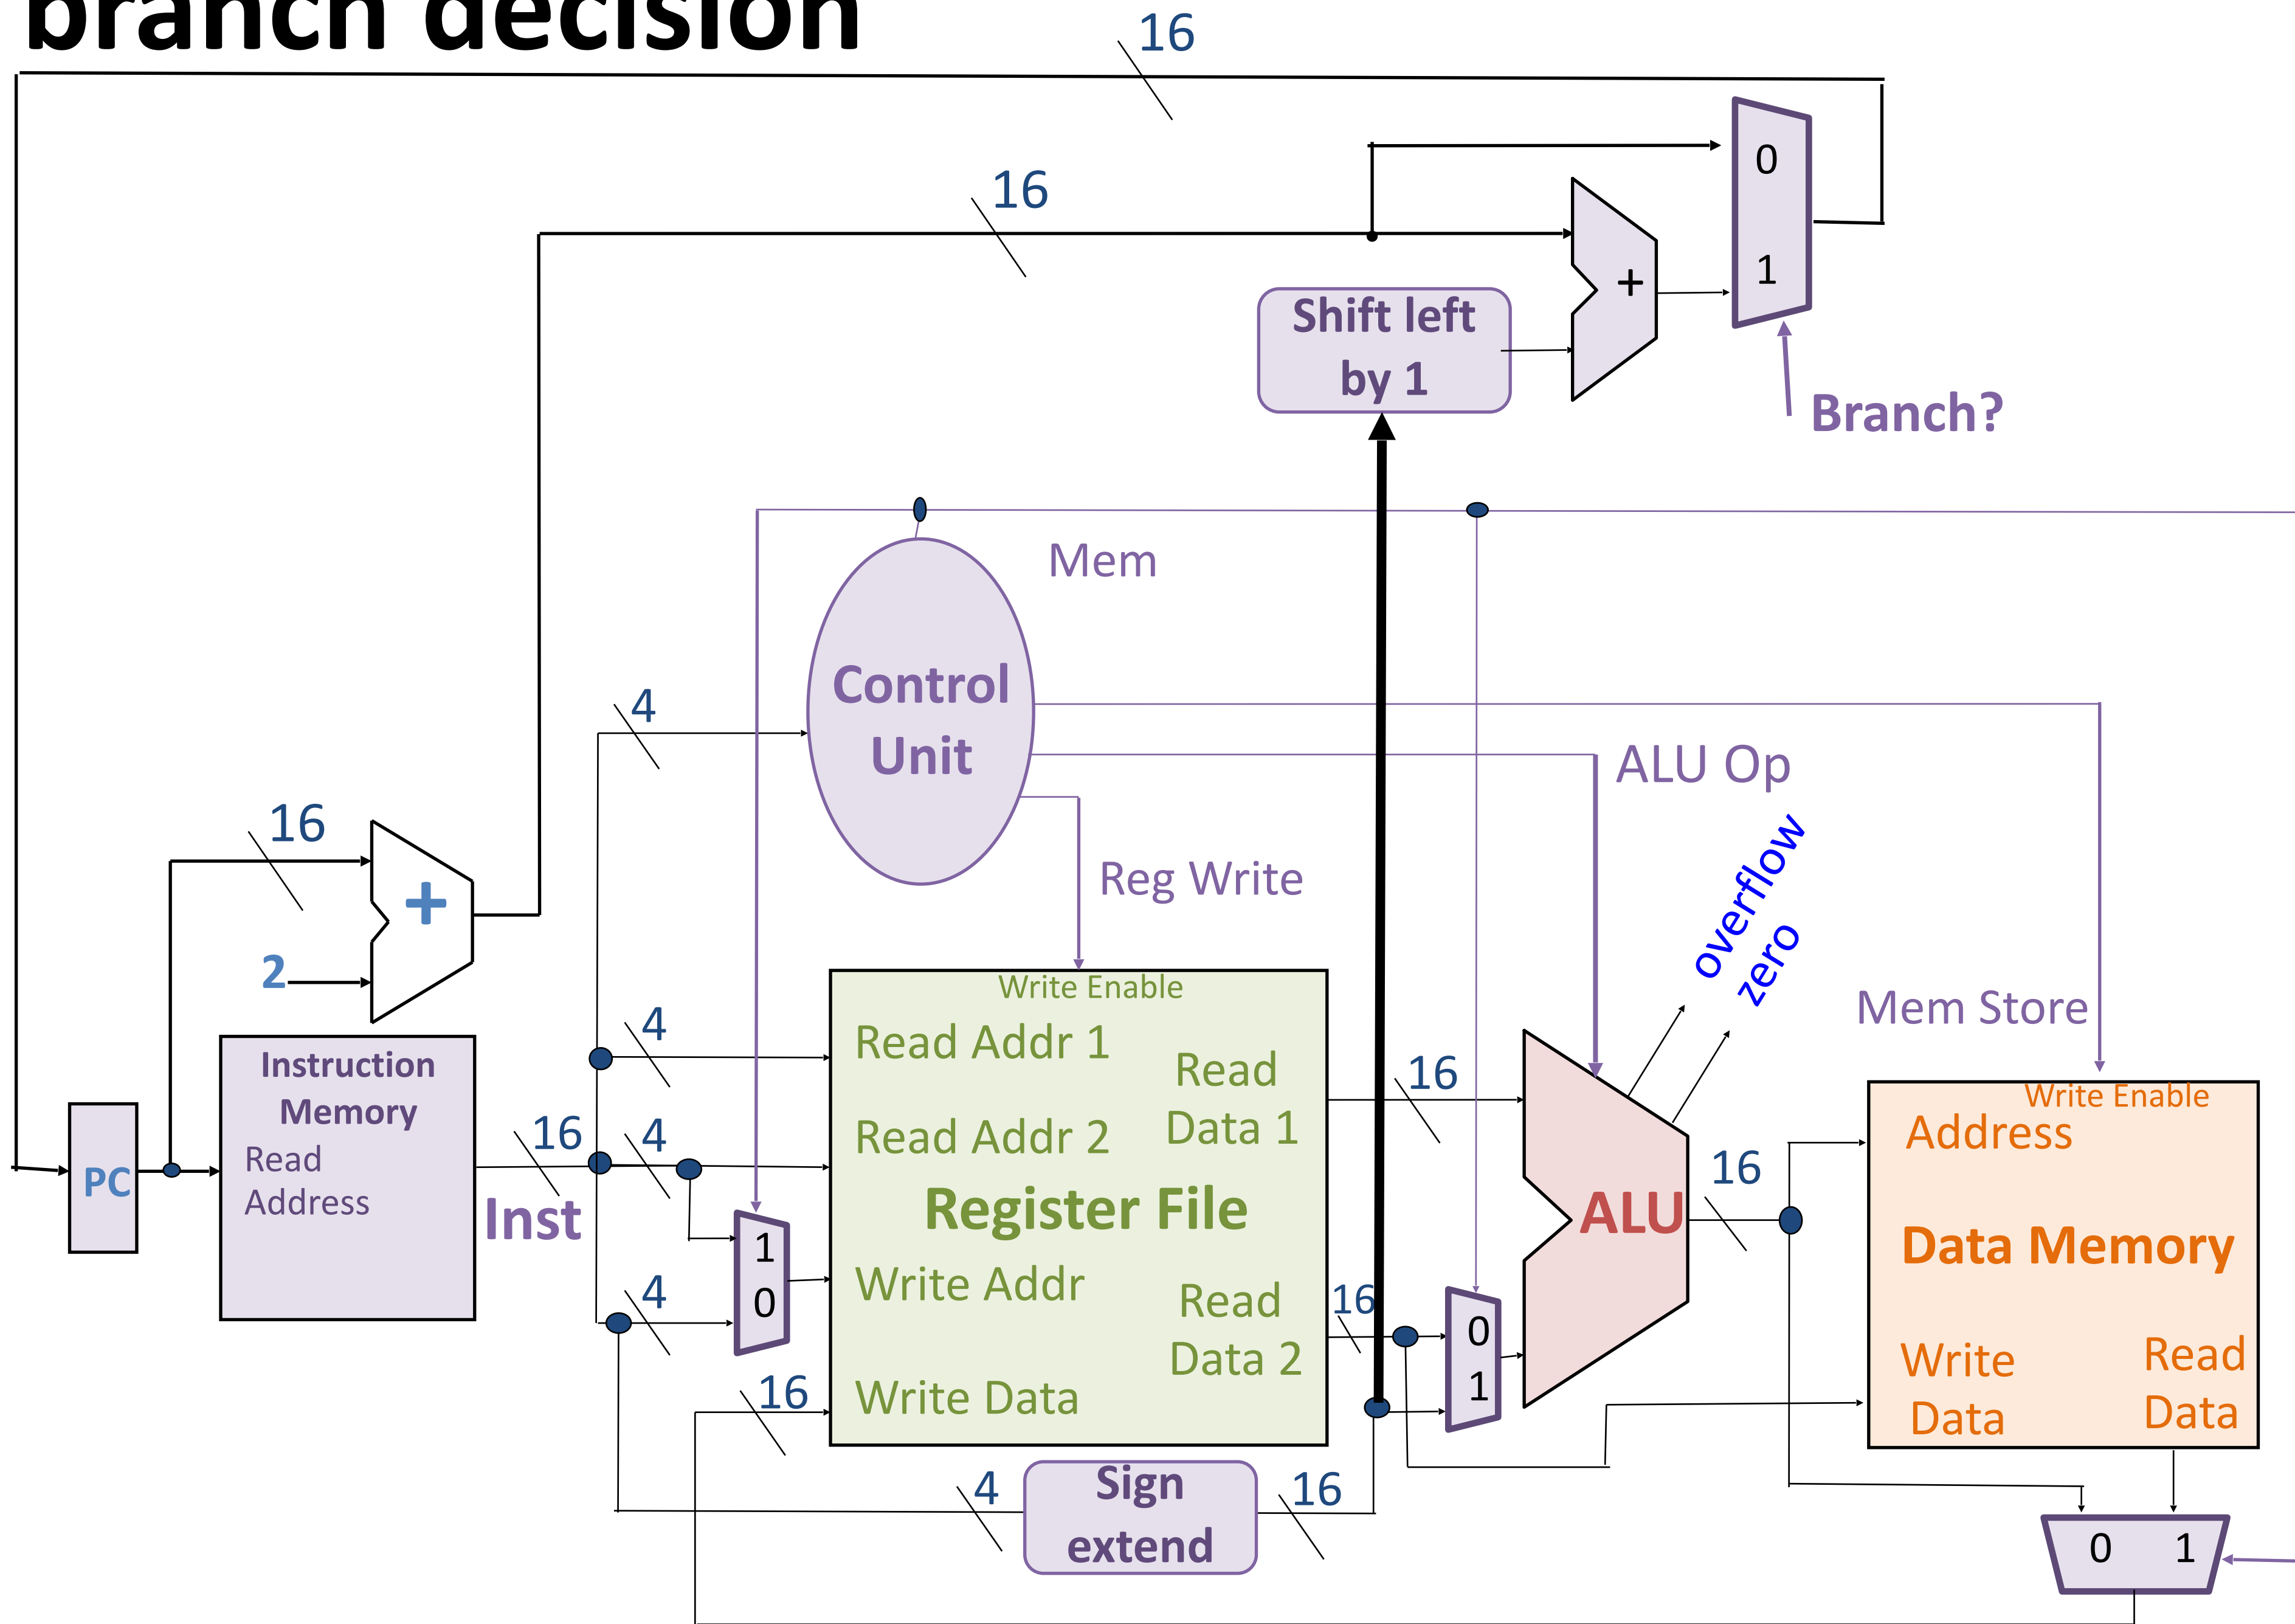 branch decision
16
16
0
1
+
Shift left
by 1
Branch?
Mem
Control
Unit
4
ALU Op
16
+
2
Reg Write
overflow
zero
Mem Store
Instruction
Memory
Read
Address
PC
16
Inst
4
4
4
1
0
16
Write Enable
Read Addr 1
Read Addr 2
Read
Data 1
Register File
Write Addr
Read
Data 2
Write Data
16
16
0
1
ALU
16
Write Enable
Address
Data Memory
Write
Data
Read
Data
4
Sign
extend
16
0 1